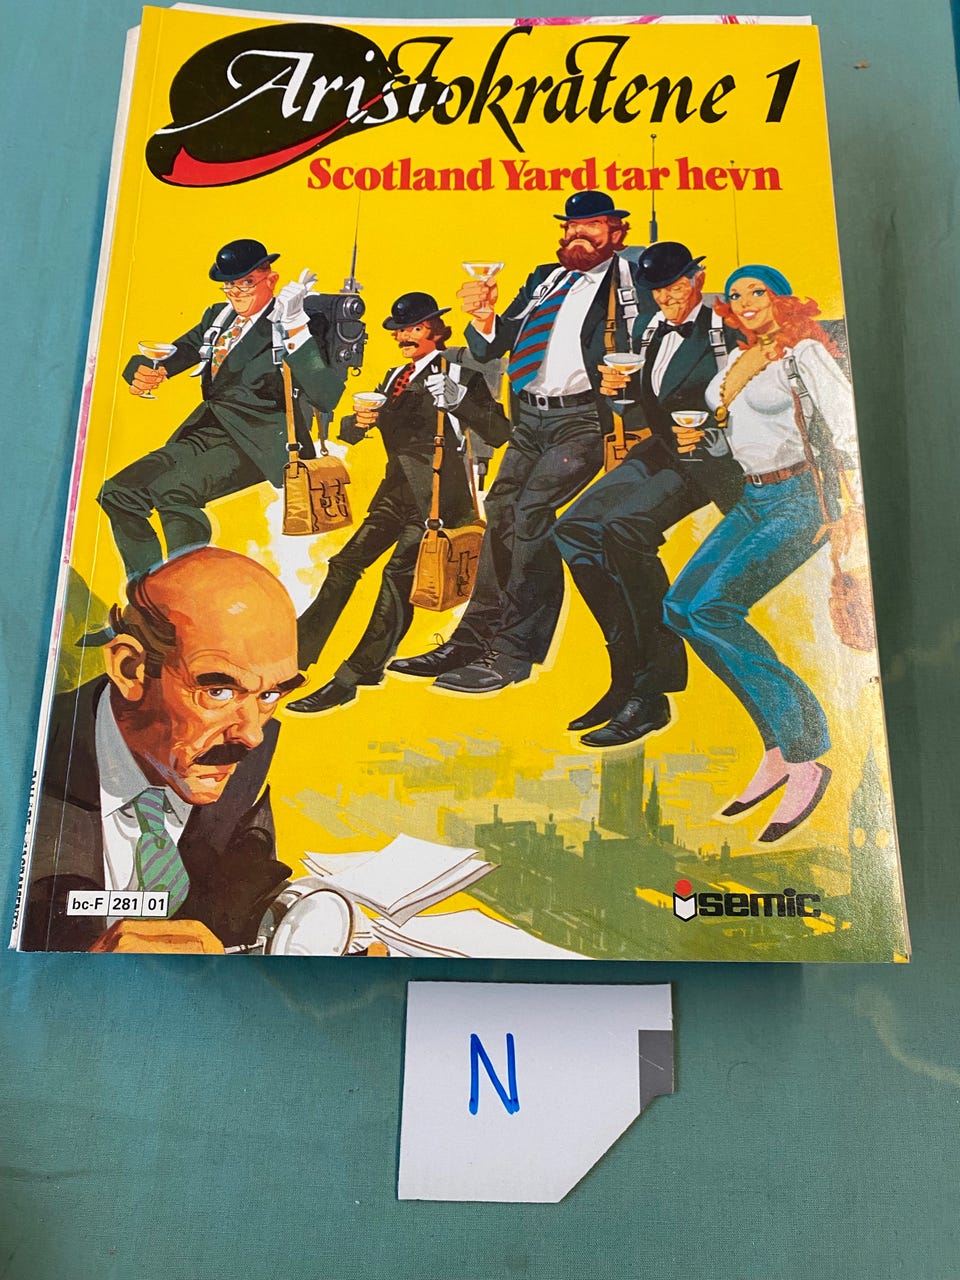 Aristokratene 1
Scotland Yard tar hevn
bc-F 281 01
semic
N